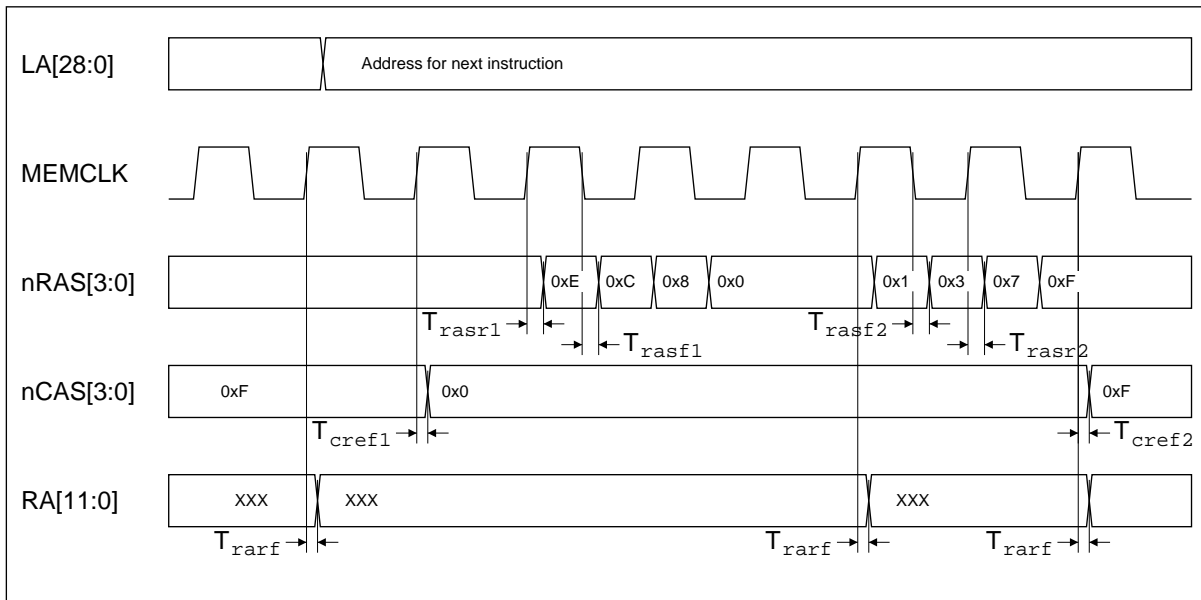 LA[28:0]
Address for next instruction
MEMCLK
nRAS[3:0]
0xE
0xC
0x8
0x0
0x1
0x3
0x7
0xF
Trasr1
Trasf1
Trasf2
Trasr2
nCAS[3:0]
0xF
0x0
0xF
Tcref1
Tcref2
RA[11:0]
XXX
XXX
XXX
Trarf
Trarf
Trarf